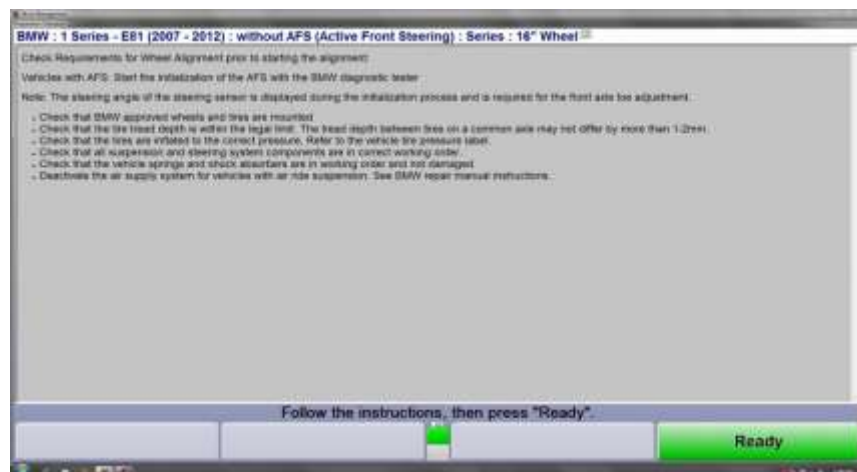 BMW : 1 Series - E81 (2007 - 2012) : without AFS (Active Front Steering) : Series : 16" Wheel
Check Requirements for Wheel Alignment prior to starting the alignment:
Vehicles with AFS: Start the initialization of the AFS with the BMW diagnostic tester
Note: The steering angle of the steering sensor is displayed during the initialization process and is required for the front axle toe adjustment.
Check that BMW approved wheels and tires are mounted
Check that the tire tread depth is within the legal limit. The tread depth between tires on a common axle may not differ by more than 1-2mm.
Check that the tires are inflated to the correct pressure. Refer to the vehicle tire pressure label.
Check that all suspension and steering system components are in correct working order.
Check that the vehicle springs and shock absorbers are in working order and not damaged
Deactivate the air supply system for vehicles with air ride suspension. See BMW repair manual instructions.
Follow the instructions, then press "Ready".
Ready